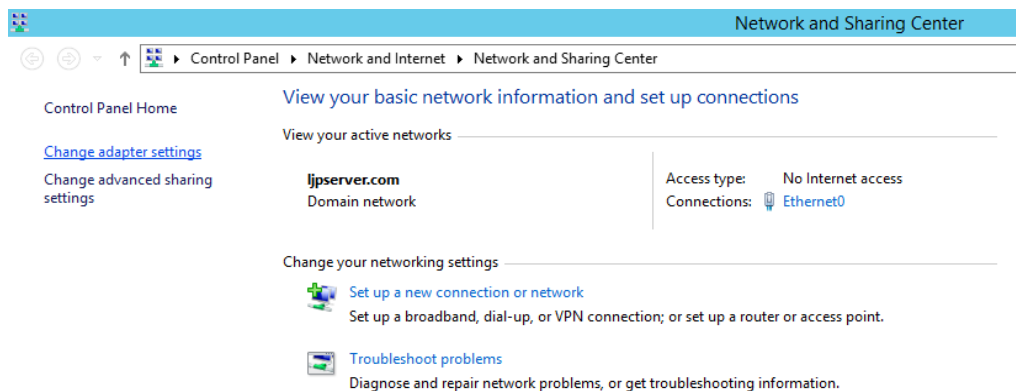 Network and Sharing Center
Control Panel Network and Internet Network and Sharing Center
Control Panel Home
Change adapter settings
Change advanced sharing
settings
View your basic network information and set up connections
View your active networks
ljpserver.com
Domain network
Access type: No Internet access
Connections: Ethernet0
Change your networking settings
Set up a new connection or network
Set up a broadband, dial-up, or VPN connection; or set up a router or access point.
Troubleshoot problems
Diagnose and repair network problems, or get troubleshooting information.